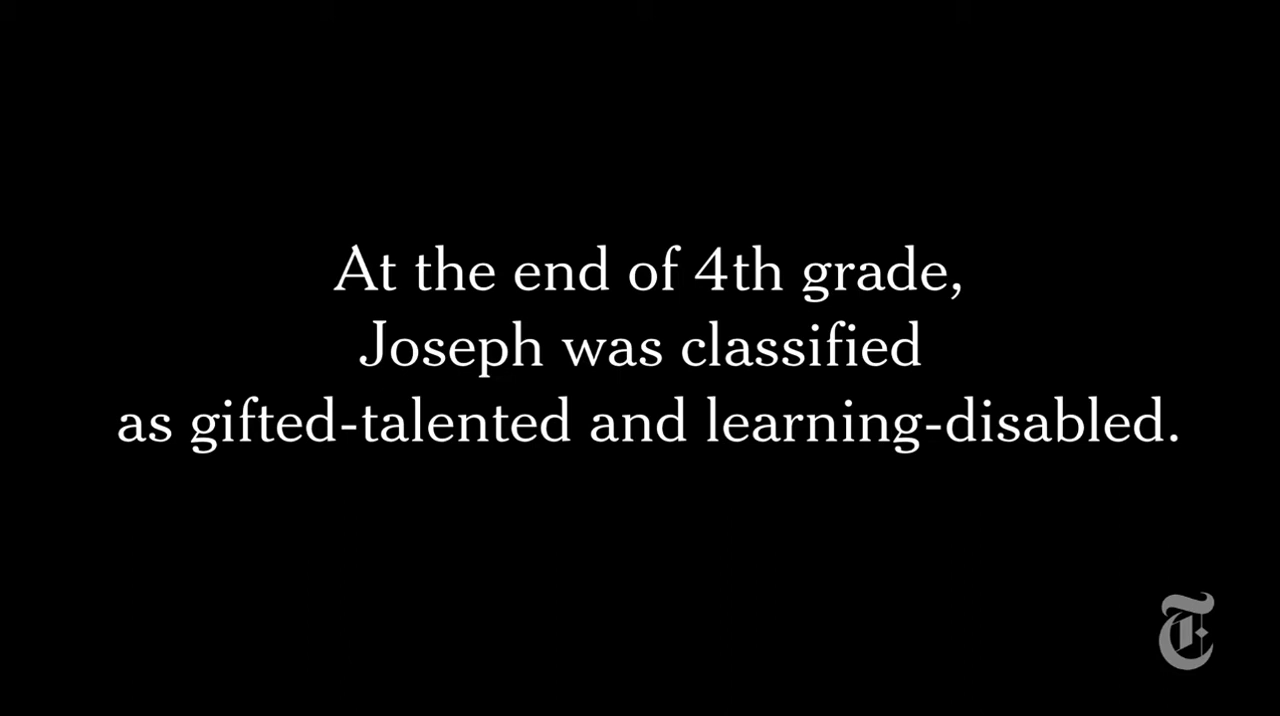 At the end of 4th grade,
Joseph was classified
as gifted-talented and learning-disabled.
T